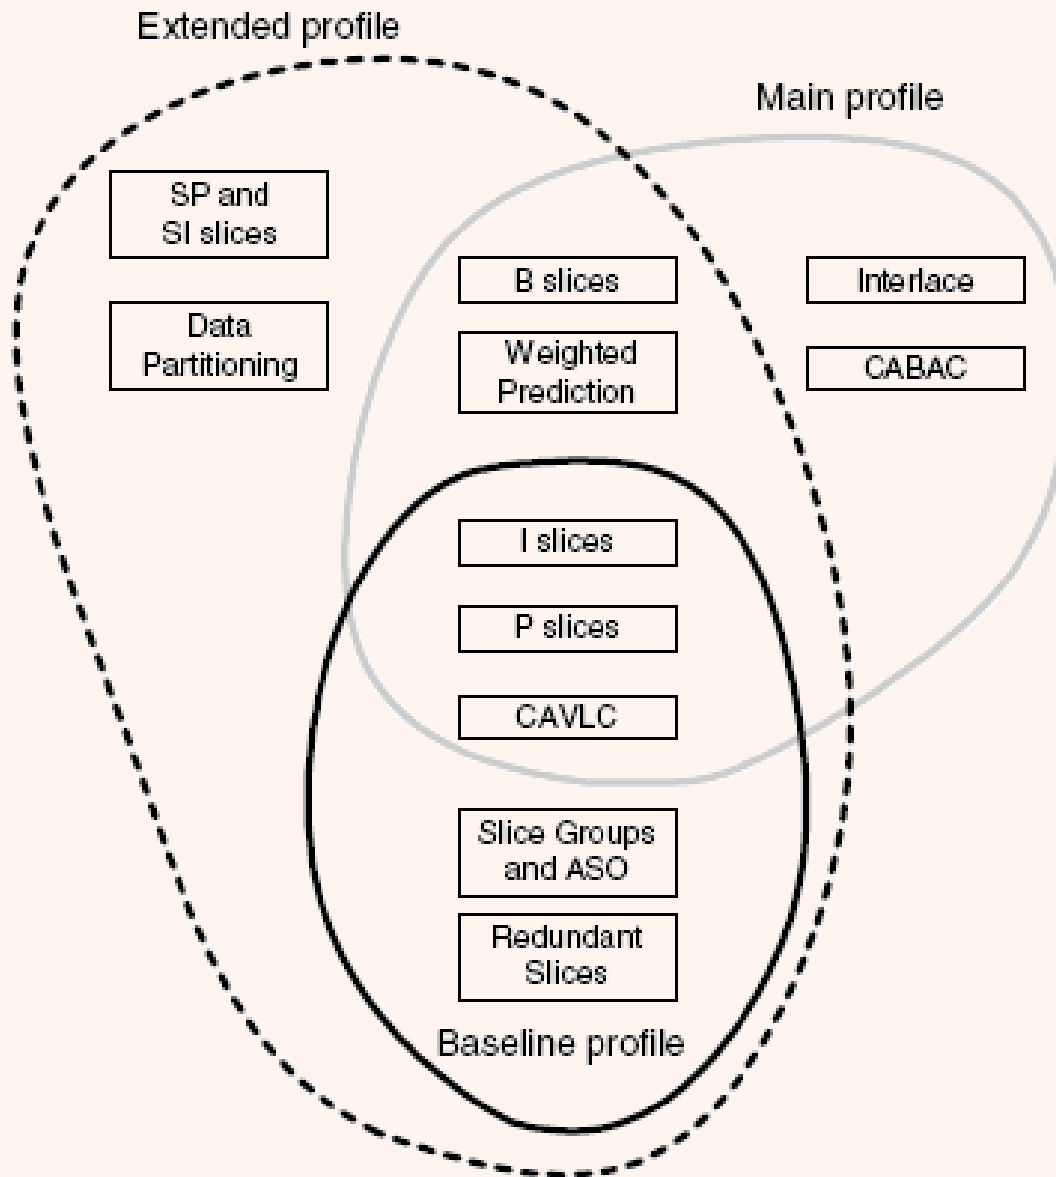 Extended profile
Main profile
SP and
SI slices
B slices
Interlace
Data
Partitioning
Weighted
Prediction
CABAC
I slices
P slices
CAVLC
Slice Groups
and ASO
Redundant
Slices
Baseline profile